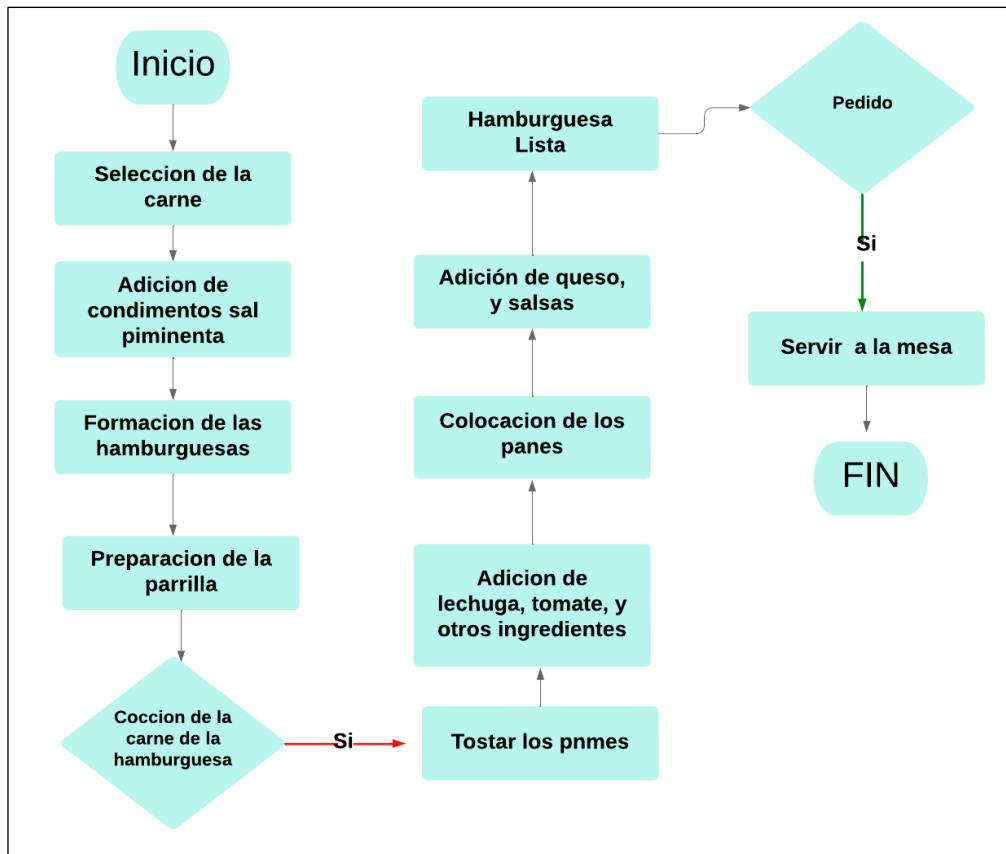 Inicio
Seleccion de la
carne
Adicion de
condimentos sal
piminenta
Formacion de las
hamburguesas
Preparacion de la
parrilla
Coccion de la
carne de la
hamburguesa
Si
Tostar los pnmes
Adicion de
lechuga, tomate, y
otros ingredientes
Colocacion de los
panes
Adición de queso,
y salsas
Hamburguesa
Lista
Pedido
Si
Servir a la mesa
FIN